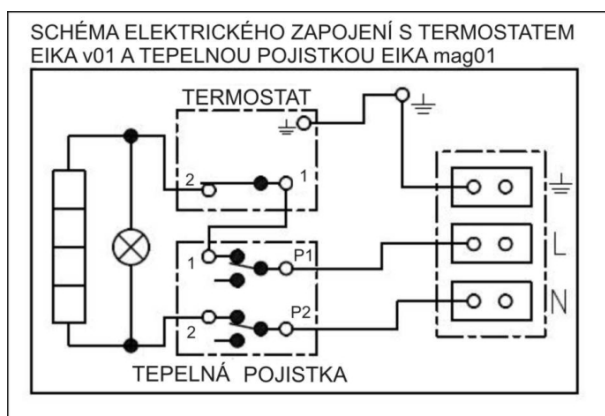 SCHÉMA ELEKTRICKÉHO ZAPOJENÍ S TERMOSTATEM
EIKA v01 A TEPELNOU POJISTKOU EIKA mag01
TERMOSTAT
2
1
1
P1
L
P2
N
2
TEPELNÁ POJISTKA